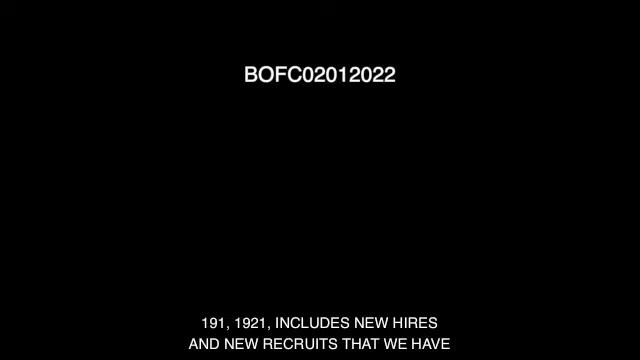 BOFC02012022
191, 1921, INCLUDES NEW HIRES
AND NEW RECRUITS THAT WE HAVE